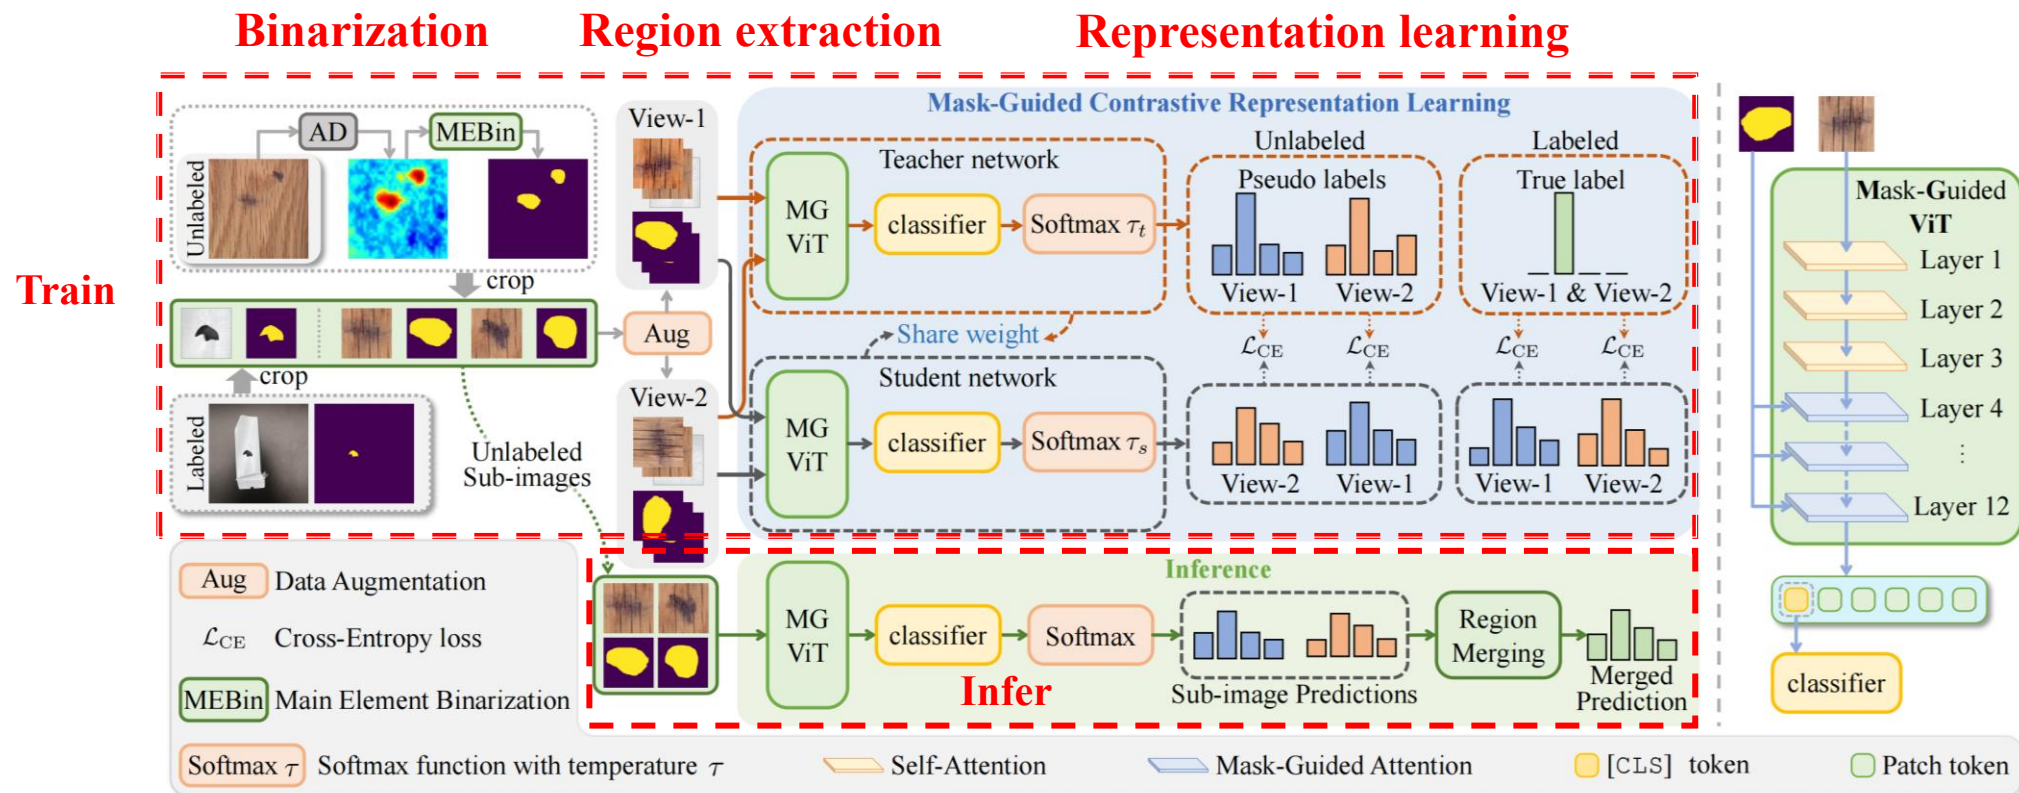 Binarization
Region extraction
Representation learning
Train
Unlabeled
AD
MEBin
crop
crop
Labeled
Unlabeled
Sub-images
View-1
Aug
View-2
Mask-Guided Contrastive Representation Learning
Teacher network
MG
ViT
classifier
Softmax τt
Unlabeled
Pseudo labels
View-1
View-2
Labeled
True label
View-1 & View-2
Share weight
LCE
LCE
LCE
LCE
Student network
MG
ViT
classifier
Softmax τs
View-2
View-1
View-1
View-2
Inference
MG
ViT
classifier
Softmax
Sub-image Predictions
Region
Merging
Merged
Prediction
Infer
Mask-Guided
ViT
Layer 1
Layer 2
Layer 3
Layer 4
⋮
Layer 12
classifier
Aug
Data Augmentation
LCE
Cross-Entropy loss
MEBin
Main Element Binarization
Softmax τ
Softmax function with temperature τ
Self-Attention
Mask-Guided Attention
[CLS] token
Patch token